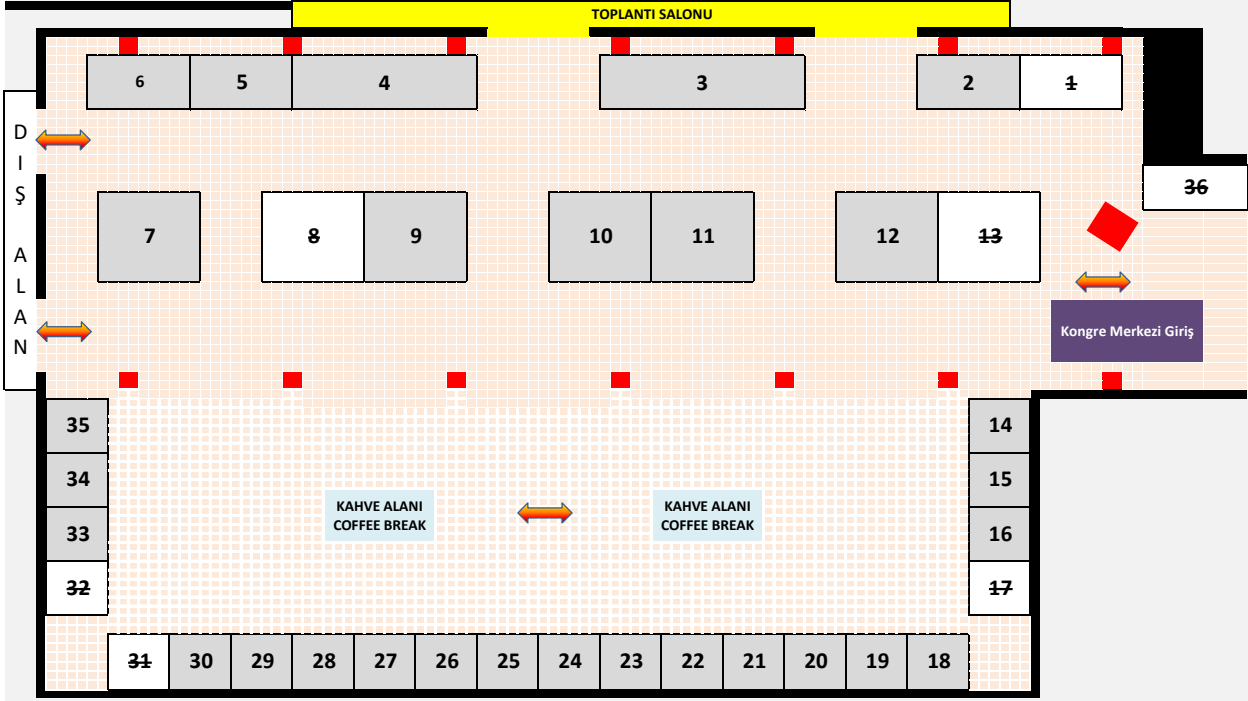 TOPLANTI SALONU
6 5 4 3 2 1
DIŞ ALAN
36
7 8 9 10 11 12 13
Kongre Merkezi Giriş
35 14
34 15
KAHVE ALANI KAHVE ALANI
COFFEE BREAK COFFEE BREAK
33 16
32 17
31 30 29 28 27 26 25 24 23 22 21 20 19 18